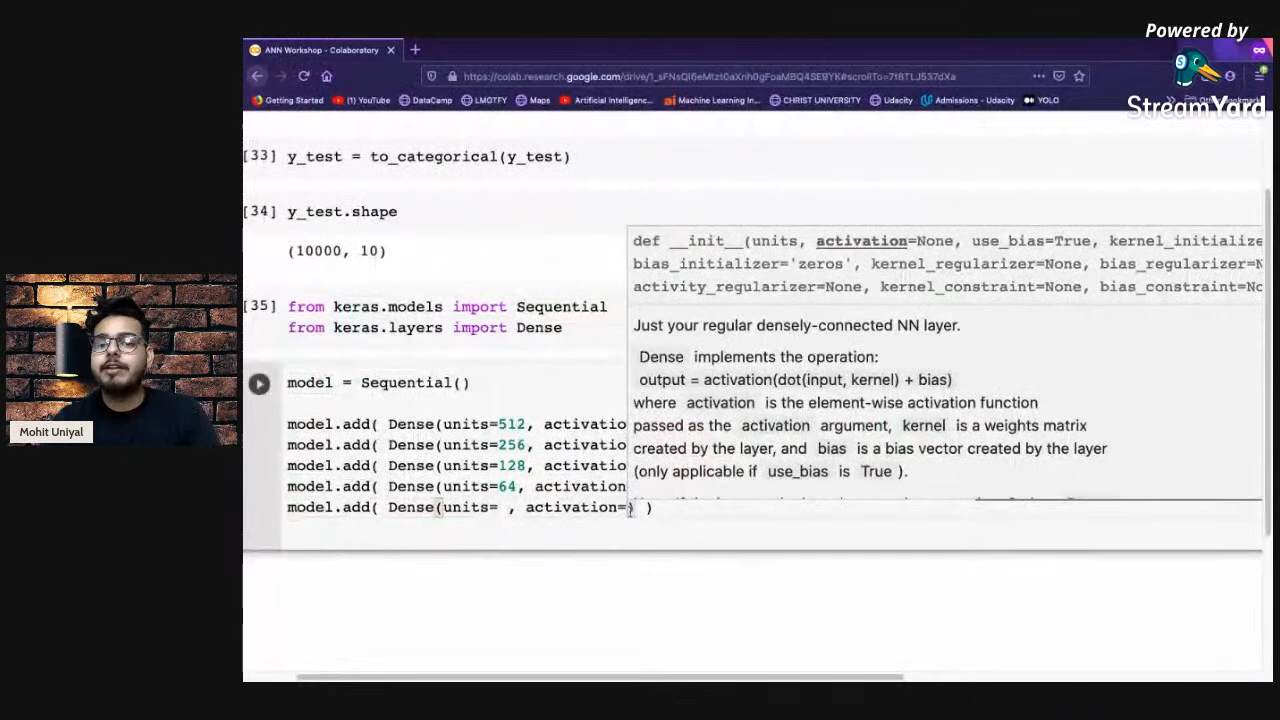 Powered by
StreamYard
ANN Workshop - Colaboratory
https://colab.research.google.com/drive/
Getting Started
(1) YouTube
DataCamp
LMGTFY
Maps
Artificial Intelligenc...
Machine Learning In...
CHRIST UNIVERSITY
Udacity
Admissions - Udacity
YOLO
[33] y_test = to_categorical(y_test)
[34] y_test.shape
(10000, 10)
[35] from keras.models import Sequential
from keras.layers import Dense
model = Sequential()
model.add( Dense(units=512, activatio
model.add( Dense(units=256, activatio
model.add( Dense(units=128, activatio
model.add( Dense(units=64, activation
model.add( Dense(units= , activation=) )
def __init__(units, activation=None, use_bias=True, kernel_initialize
bias_initializer='zeros', kernel_regularizer=None, bias_regularizer=N
activity_regularizer=None, kernel_constraint=None, bias_constraint=No
Just your regular densely-connected NN layer.
Dense implements the operation:
output = activation(dot(input, kernel) + bias)
where activation is the element-wise activation function
passed as the activation argument, kernel is a weights matrix
created by the layer, and bias is a bias vector created by the layer
(only applicable if use_bias is True ).
Mohit Uniyal